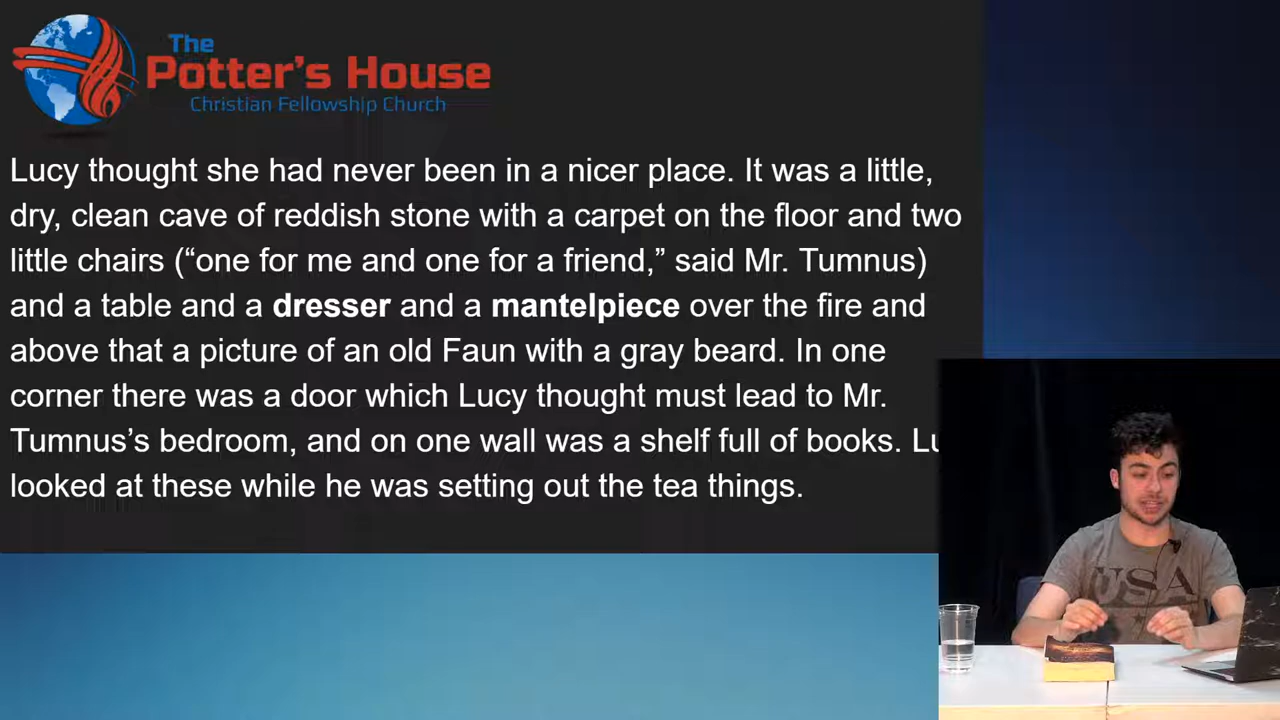 The
Potter's House
Christian Fellowship Church
Lucy thought she had never been in a nicer place. It was a little,
dry, clean cave of reddish stone with a carpet on the floor and two
little chairs (“one for me and one for a friend,” said Mr. Tumnus)
and a table and a dresser and a mantelpiece over the fire and
above that a picture of an old Faun with a gray beard. In one
corner there was a door which Lucy thought must lead to Mr.
Tumnus’s bedroom, and on one wall was a shelf full of books. Lu
looked at these while he was setting out the tea things.
USA